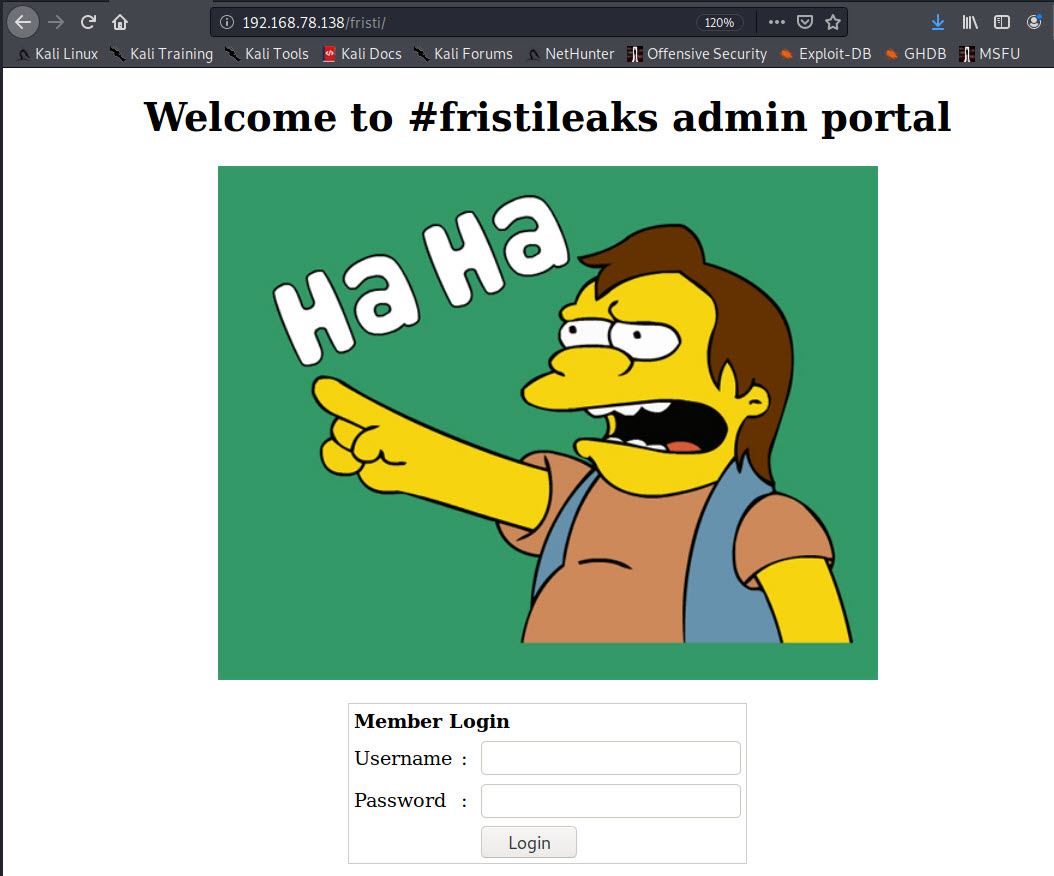 192.168.78.138/fristi/
120%
Kali Linux Kali Training Kali Tools Kali Docs Kali Forums NetHunter Offensive Security Exploit-DB GHDB MSFU
Welcome to #fristileaks admin portal
Ha Ha
Member Login
Username :
Password :
Login